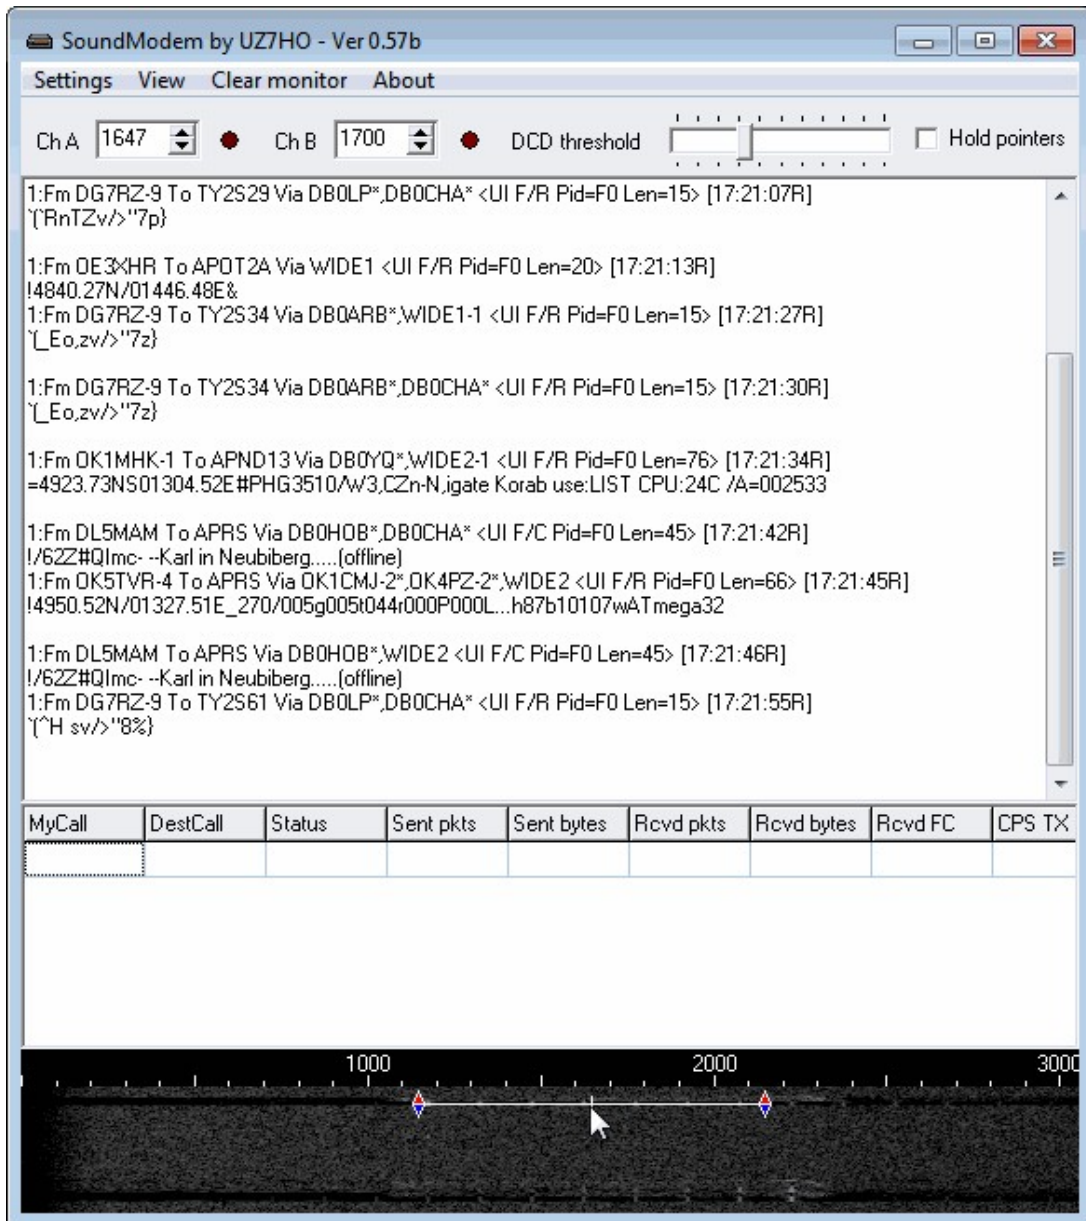 SoundModem by UZ7HO - Ver 0.57b
Settings View Clear monitor About
Ch A 1647 Ch B 1700 DCD threshold Hold pointers
1:Fm DG7RZ-9 To TY2S29 Via DB0LP*,DB0CHA* <UI F/R Pid=F0 Len=15> [17:21:07R]
`(`RnTZv/>"7p}
1:Fm OE3XHR To APOT2A Via WIDE1 <UI F/R Pid=F0 Len=20> [17:21:13R]
!4840.27N/01446.48E&
1:Fm DG7RZ-9 To TY2S34 Via DB0ARB*,WIDE1-1 <UI F/R Pid=F0 Len=15> [17:21:27R]
`(_Eo,zv/>"7z}
1:Fm DG7RZ-9 To TY2S34 Via DB0ARB*,DB0CHA* <UI F/R Pid=F0 Len=15> [17:21:30R]
`(_Eo,zv/>"7z}
1:Fm OK1MHK-1 To APND13 Via DB0YQ*,WIDE2-1 <UI F/R Pid=F0 Len=76> [17:21:34R]
=4923.73NS01304.52E#PHG3510/W3,CZn-N,igate Korab use:LIST CPU:24C /A=002533
1:Fm DL5MAM To APRS Via DB0HOB*,DB0CHA* <UI F/C Pid=F0 Len=45> [17:21:42R]
!/62Z#QImc- --Karl in Neubiberg.....(offline)
1:Fm OK5TVR-4 To APRS Via OK1CMJ-2*,OK4PZ-2*,WIDE2 <UI F/R Pid=F0 Len=66> [17:21:45R]
!4950.52N/01327.51E_270/005g005t044r000P000L...h87b10107wATmega32
1:Fm DL5MAM To APRS Via DB0HOB*,WIDE2 <UI F/C Pid=F0 Len=45> [17:21:46R]
!/62Z#QImc- --Karl in Neubiberg.....(offline)
1:Fm DG7RZ-9 To TY2S61 Via DB0LP*,DB0CHA* <UI F/R Pid=F0 Len=15> [17:21:55R]
`(^H sv/>"8%}
MyCall DestCall Status Sent pkts Sent bytes Rcvd pkts Rcvd bytes Rcvd FC CPS TX
1000 2000 3000